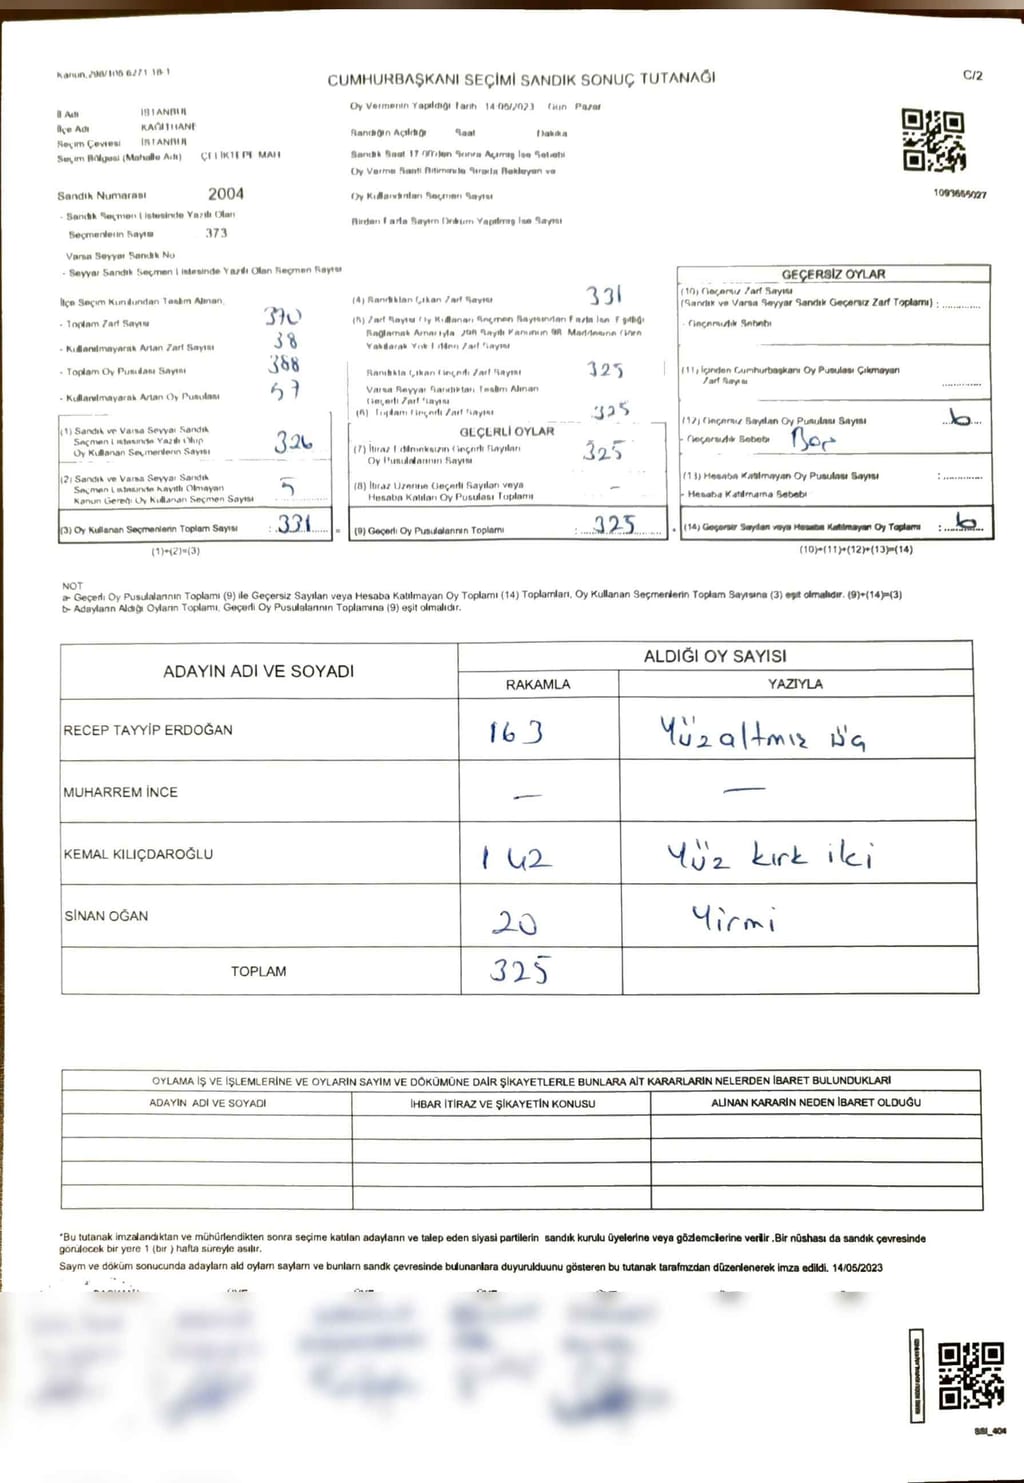 Kanun,298/105 6271 18-1
CUMHURBAŞKANI SEÇİMİ SANDIK SONUÇ TUTANAĞI
C/2
İl Adı İSTANBUL
İlçe Adı KAĞITHANE
Seçim Çevresi İSTANBUL
Seçim Bölgesi (Mahalle Adı) ÇELİKTEPE MAH
Oy Vermenin Yapıldığı Tarih 14/05/2023 Gün Pazar
Sandığın Açıldığı Saat Dakika
Sandık Saat 17 00'den Sonra Açılmış İse Sebebi
Oy Verme Saati Bitiminde Sırada Bekleyen ve
Oy Kullandırılan Seçmen Sayısı
Birden Fazla Sayım Döküm Yapılmış İse Sayısı
1093655027
Sandık Numarası 2004
- Sandık Seçmen Listesinde Yazılı Olan
Seçmenlerin Sayısı 373
Varsa Seyyar Sandık No
- Seyyar Sandık Seçmen Listesinde Yazılı Olan Seçmen Sayısı
İlçe Seçim Kurulundan Teslim Alınan,
- Toplam Zarf Sayısı 370
- Kullanılmayarak Artan Zarf Sayısı 38
- Toplam Oy Pusulası Sayısı 388
- Kullanılmayarak Artan Oy Pusulası 57
(1) Sandık ve Varsa Seyyar Sandık
Seçmen Listesinde Yazılı Olup
Oy Kullanan Seçmenlerin Sayısı 326
(2) Sandık ve Varsa Seyyar Sandık
Seçmen Listesinde Kayıtlı Olmayan
Kanun Gereği Oy Kullanan Seçmen Sayısı 5
(3) Oy Kullanan Seçmenlerin Toplam Sayısı : 331 =
(1)+(2)=(3)
(4) Sandıktan Çıkan Zarf Sayısı 331
(5) Zarf Sayısı Oy Kullanan Seçmen Sayısından Fazla İse Eşitliği
Sağlamak Amacıyla 298 Sayılı Kanunun 98. Maddesine Göre
Yakılarak Yok Edilen Zarf Sayısı
Sandıkta Çıkan Geçerli Zarf Sayısı 325
Varsa Seyyar Sandıktan Teslim Alınan
Geçerli Zarf Sayısı
(6) Toplam Geçerli Zarf Sayısı 325
GEÇERLİ OYLAR
(7) İtiraz Edilmeksizin Geçerli Sayılan
Oy Pusulalarının Sayısı 325
(8) İtiraz Üzerine Geçerli Sayılan veya
Hesaba Katılan Oy Pusulası Toplamı -
(9) Geçerli Oy Pusulalarının Toplamı : 325 +
GEÇERSİZ OYLAR
(10) Geçersiz Zarf Sayısı
(Sandık ve Varsa Seyyar Sandık Geçersiz Zarf Toplamı) :
- Geçersizlik Sebebi
(11) İçinden Cumhurbaşkanı Oy Pusulası Çıkmayan
Zarf Sayısı
(12) Geçersiz Sayılan Oy Pusulası Sayısı 6
- Geçersizlik Sebebi
(13) Hesaba Katılmayan Oy Pusulası Sayısı :
- Hesaba Katılmama Sebebi
(14) Geçersiz Sayılan veya Hesaba Katılmayan Oy Toplamı : 6
(10)+(11)+(12)+(13)=(14)
NOT
a- Geçerli Oy Pusulalarının Toplamı (9) ile Geçersiz Sayılan veya Hesaba Katılmayan Oy Toplamı (14) Toplamları, Oy Kullanan Seçmenlerin Toplam Sayısına (3) eşit olmalıdır. (9)+(14)=(3)
b- Adayların Aldığı Oyların Toplamı, Geçerli Oy Pusulalarının Toplamına (9) eşit olmalıdır.
ADAYIN ADI VE SOYADI
ALDIĞI OY SAYISI
RAKAMLA YAZIYLA
RECEP TAYYİP ERDOĞAN 163 Yüzaltmız üç
MUHARREM İNCE — —
KEMAL KILIÇDAROĞLU 142 Yüz kırk iki
SİNAN OĞAN 20 Yirmi
TOPLAM 325
OYLAMA İŞ VE İŞLEMLERİNE VE OYLARIN SAYIM VE DÖKÜMÜNE DAİR ŞİKAYETLERLE BUNLARA AİT KARARLARIN NELERDEN İBARET BULUNDUKLARI
ADAYIN ADI VE SOYADI İHBAR İTİRAZ VE ŞİKAYETİN KONUSU ALINAN KARARIN NEDEN İBARET OLDUĞU
*Bu tutanak imzalandıktan ve mühürlendikten sonra seçime katılan adayların ve talep eden siyasi partilerin sandık kurulu üyelerine veya gözlemcilerine verilir .Bir nüshası da sandık çevresinde
görülecek bir yere 1 (bir ) hafta süreyle asılır.
Sayım ve döküm sonucunda adayların ald oyların sayları ve bunların sandk çevresinde bulunanlara duyurulduunu gösteren bu tutanak tarafmzdan düzenlenerek imza edildi. 14/05/2023
SSI_404